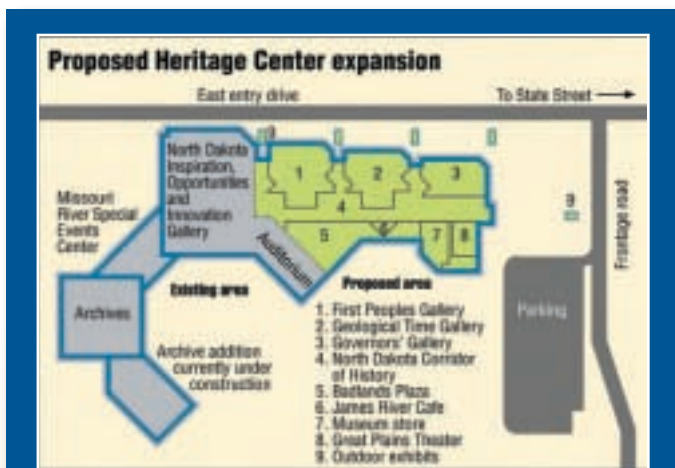 Proposed Heritage Center expansion
East entry drive
To State Street
9
North Dakota
Inspiration,
Opportunities
and
Innovation
Gallery
1
2
3
4
5
6
7
8
Missouri
River Special
Events
Center
Auditorium
9
Frontage road
Archives
Existing area
Archive addition
currently under
construction
Proposed area
1. First Peoples Gallery
2. Geological Time Gallery
3. Governors' Gallery
4. North Dakota Corridor
of History
5. Badlands Plaza
6. James River Cafe
7. Museum store
8. Great Plains Theater
9. Outdoor exhibits
Parking